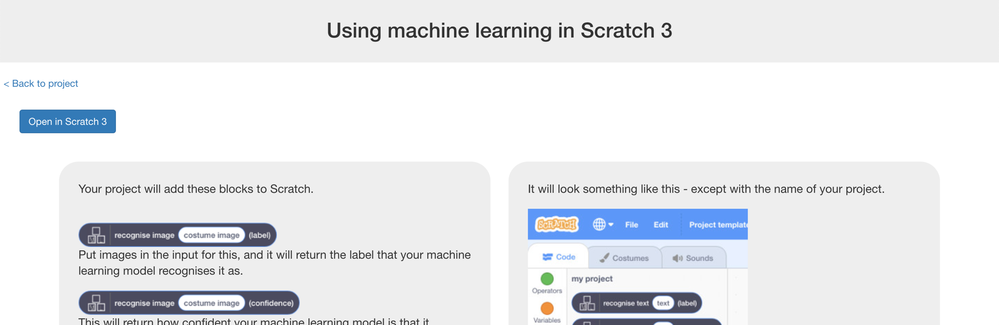 Using machine learning in Scratch 3
< Back to project
Open in Scratch 3
Your project will add these blocks to Scratch.
recognise image costume image (label)
Put images in the input for this, and it will return the label that your machine
learning model recognises it as.
recognise image costume image (confidence)
This will return how confident your machine learning model is that it
It will look something like this - except with the name of your project.
SCRATCH File Edit Project templat
Code Costumes Sounds
my project
Operators
recognise text text (label)
Variables